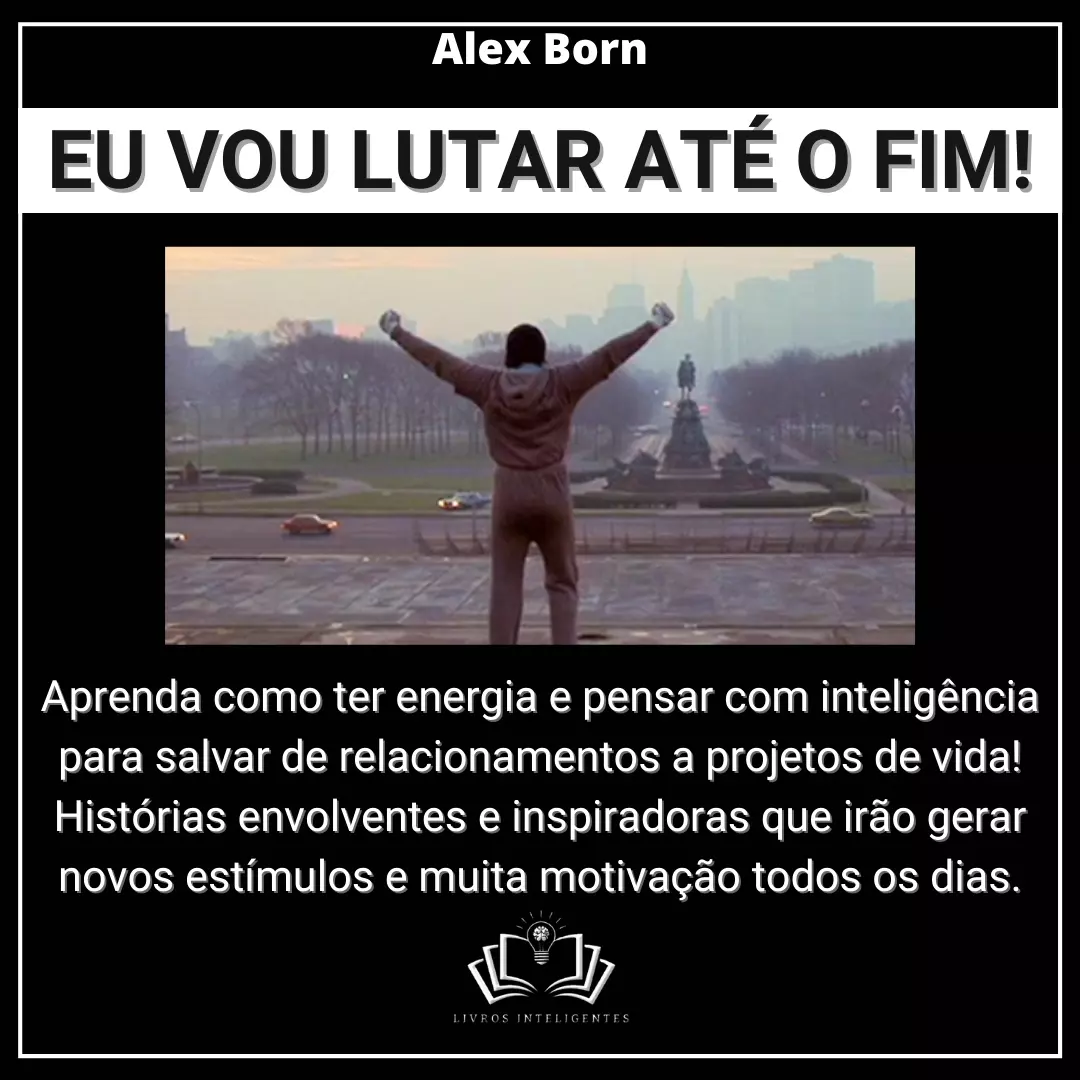 Alex Born
EU VOU LUTAR ATÉ O FIM!
Aprenda como ter energia e pensar com inteligência
para salvar de relacionamentos a projetos de vida!
Histórias envolventes e inspiradoras que irão gerar
novos estímulos e muita motivação todos os dias.
LIVROS INTELIGENTES